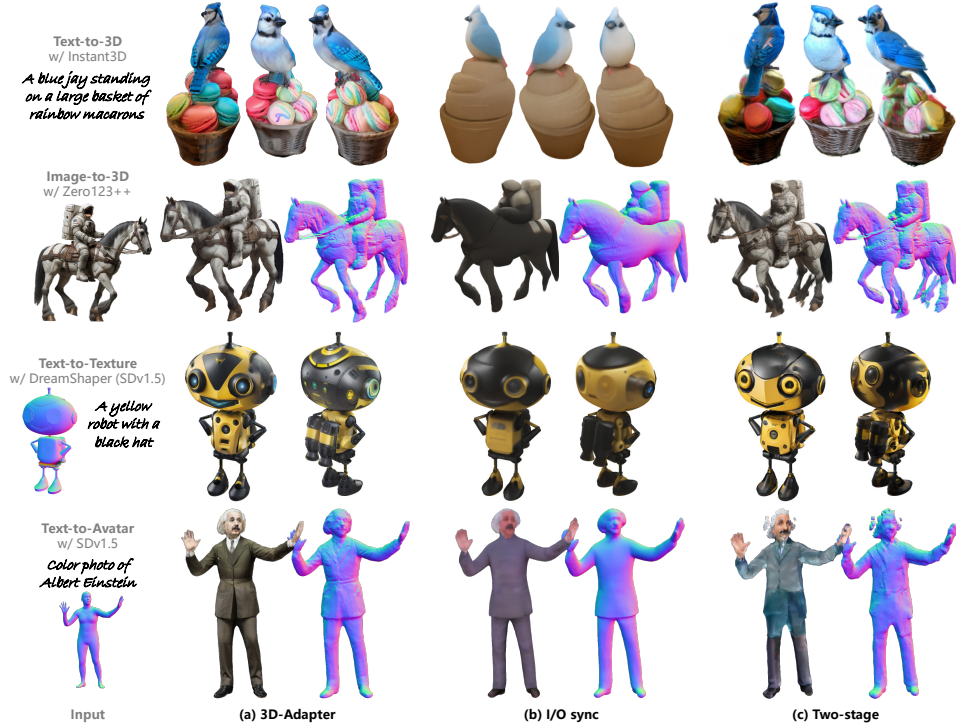 Text-to-3D
w/ Instant3D
A blue jay standing
on a large basket of
rainbow macarons
Image-to-3D
w/ Zero123++
Text-to-Texture
w/ DreamShaper (SDv1.5)
A yellow
robot with a
black hat
Text-to-Avatar
w/ SDv1.5
Color photo of
Albert Einstein
Input
(a) 3D-Adapter
(b) I/O sync
(c) Two-stage